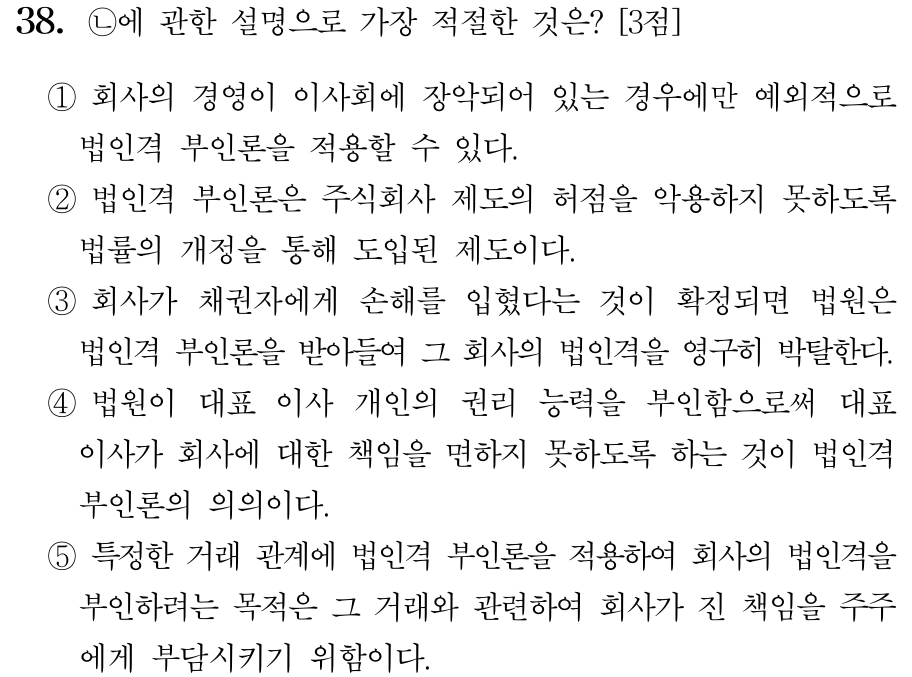 38. ㉡에 관한 설명으로 가장 적절한 것은? [3점]
① 회사의 경영이 이사회에 장악되어 있는 경우에만 예외적으로
법인격 부인론을 적용할 수 있다.
② 법인격 부인론은 주식회사 제도의 허점을 악용하지 못하도록
법률의 개정을 통해 도입된 제도이다.
③ 회사가 채권자에게 손해를 입혔다는 것이 확정되면 법원은
법인격 부인론을 받아들여 그 회사의 법인격을 영구히 박탈한다.
④ 법원이 대표 이사 개인의 권리 능력을 부인함으로써 대표
이사가 회사에 대한 책임을 면하지 못하도록 하는 것이 법인격
부인론의 의의이다.
⑤ 특정한 거래 관계에 법인격 부인론을 적용하여 회사의 법인격을
부인하려는 목적은 그 거래와 관련하여 회사가 진 책임을 주주
에게 부담시키기 위함이다.